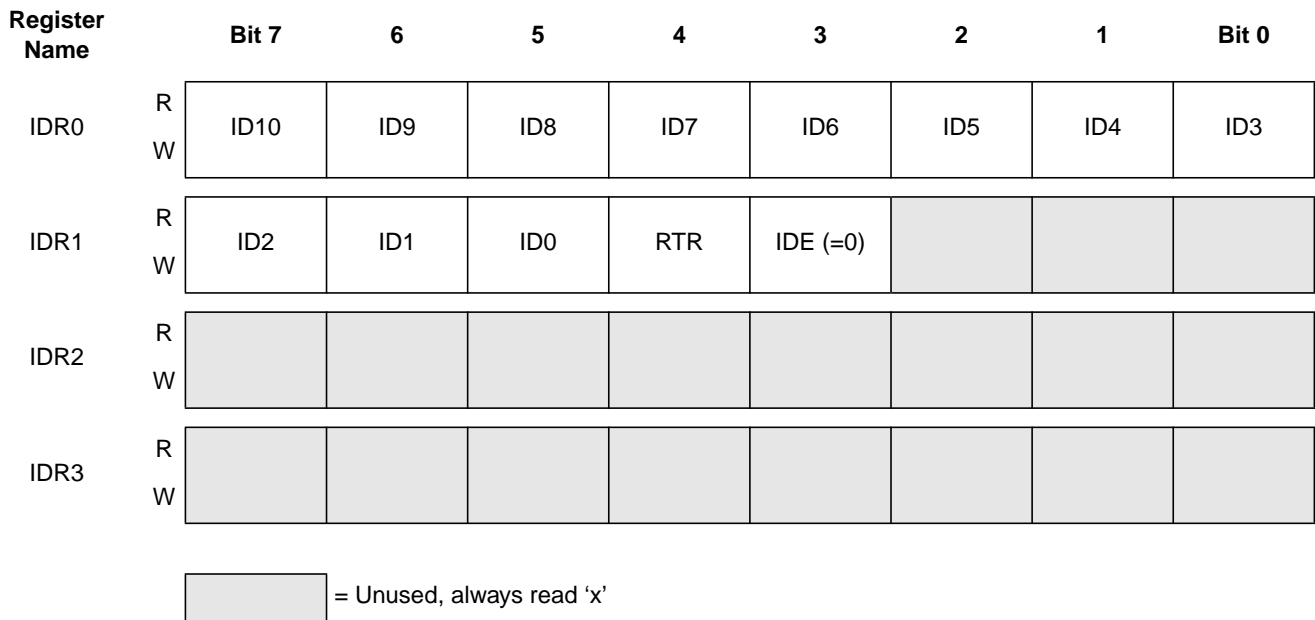 Register Name Bit 7 6 5 4 3 2 1 Bit 0
IDR0 R W ID10 ID9 ID8 ID7 ID6 ID5 ID4 ID3
IDR1 R W ID2 ID1 ID0 RTR IDE (=0)
IDR2 R W
IDR3 R W
= Unused, always read ‘x’